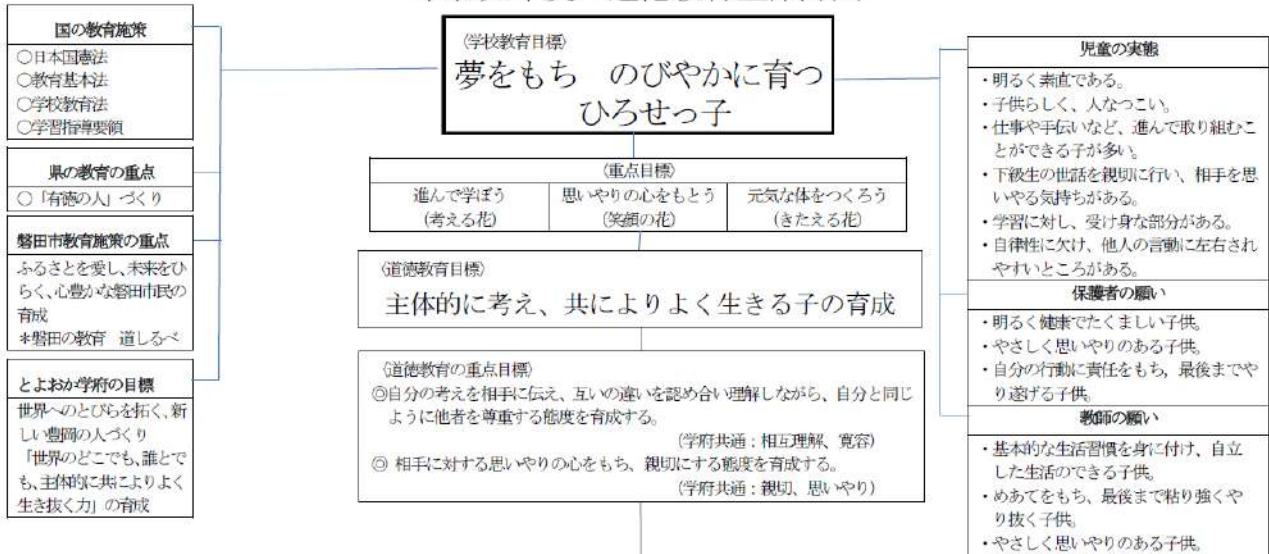 国の教育施策
○日本国憲法
○教育基本法
○学校教育法
○学習指導要領
県の教育の重点
○「有徳の人」づくり
磐田市教育施策の重点
ふるさとを愛し、未来をひ
らく、心豊かな磐田市民の
育成
＊磐田の教育　道しるべ
とよおか学府の目標
世界へのとびらを拓く、新
しい豊岡の人づくり
「世界のどこでも、誰とで
も、主体的に共によりよく
生き抜く力」の育成
〈学校教育目標〉
夢をもち　のびやかに育つ
ひろせっ子
〈重点目標〉
進んで学ぼう
(考える花)
思いやりの心をもとう
(笑顔の花)
元気な体をつくろう
(きたえる花)
〈道徳教育目標〉
主体的に考え、共によりよく生きる子の育成
〈道徳教育の重点目標〉
◎自分の考えを相手に伝え、互いの違いを認め合い理解しながら、自分と同じ
ように他者を尊重する態度を育成する。
(学府共通：相互理解、寛容)
◎ 相手に対する思いやりの心をもち、親切にする態度を育成する。
(学府共通：親切、思いやり)
児童の実態
・明るく素直である。
・子供らしく、人なつこい。
・仕事や手伝いなど、進んで取り組むこ
とができる子が多い。
・下級生の世話を親切に行い、相手を思
いやる気持ちがある。
・学習に対し、受け身な部分がある。
・自律性に欠け、他人の言動に左右され
やすいところがある。
保護者の願い
・明るく健康でたくましい子供。
・やさしく思いやりのある子供。
・自分の行動に責任をもち、最後までや
り遂げる子供。
教師の願い
・基本的な生活習慣を身に付け、自立
した生活のできる子供。
・めあてをもち、最後まで粘り強くや
り抜く子供。
・やさしく思いやりのある子供。